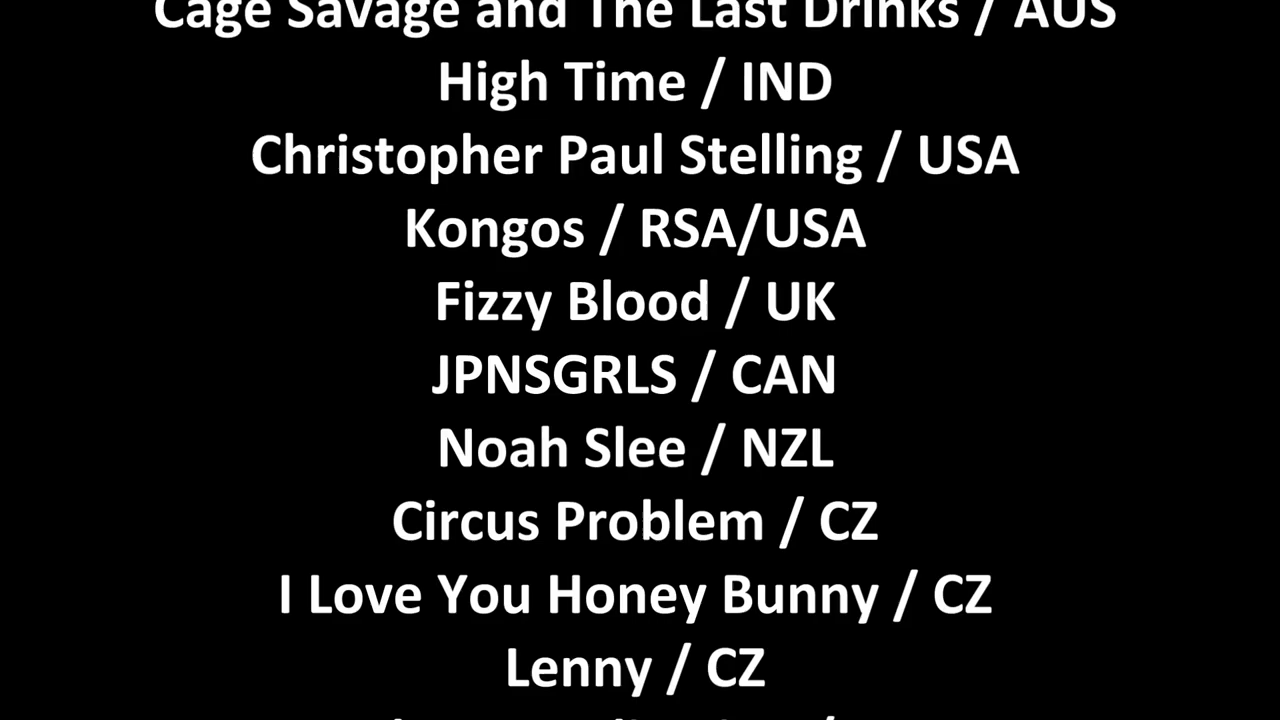 Cage Savage and The Last Drinks / AUS
High Time / IND
Christopher Paul Stelling / USA
Kongos / RSA/USA
Fizzy Blood / UK
JPNSGRLS / CAN
Noah Slee / NZL
Circus Problem / CZ
I Love You Honey Bunny / CZ
Lenny / CZ